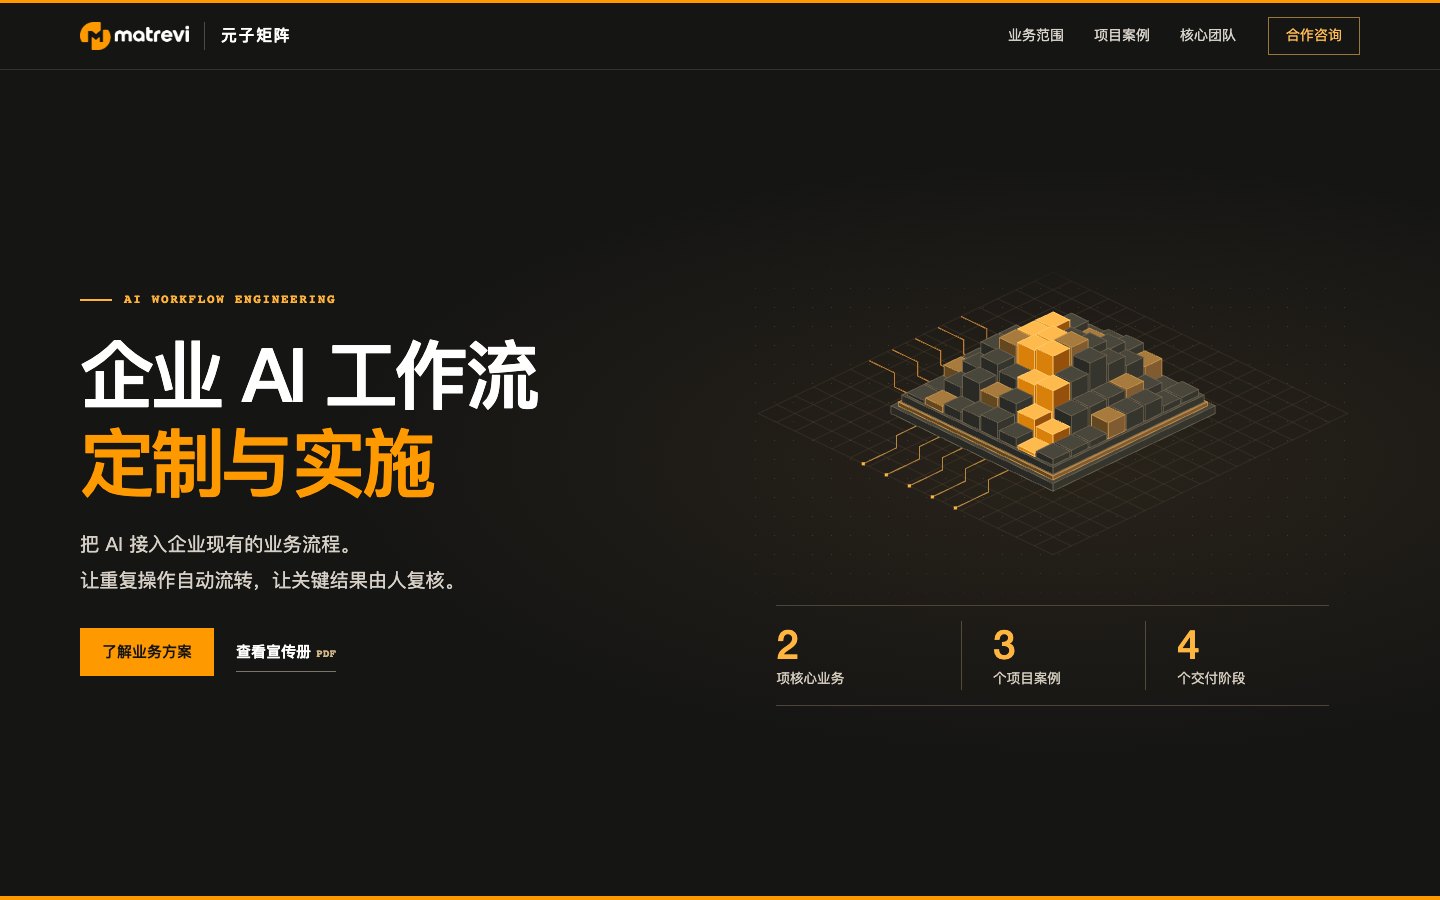 matrevi 元子矩阵
业务范围 项目案例 核心团队 合作咨询
AI WORKFLOW ENGINEERING
企业 AI 工作流
定制与实施
把 AI 接入企业现有的业务流程。
让重复操作自动流转，让关键结果由人复核。
了解业务方案 查看宣传册 PDF
2
项核心业务
3
个项目案例
4
个交付阶段